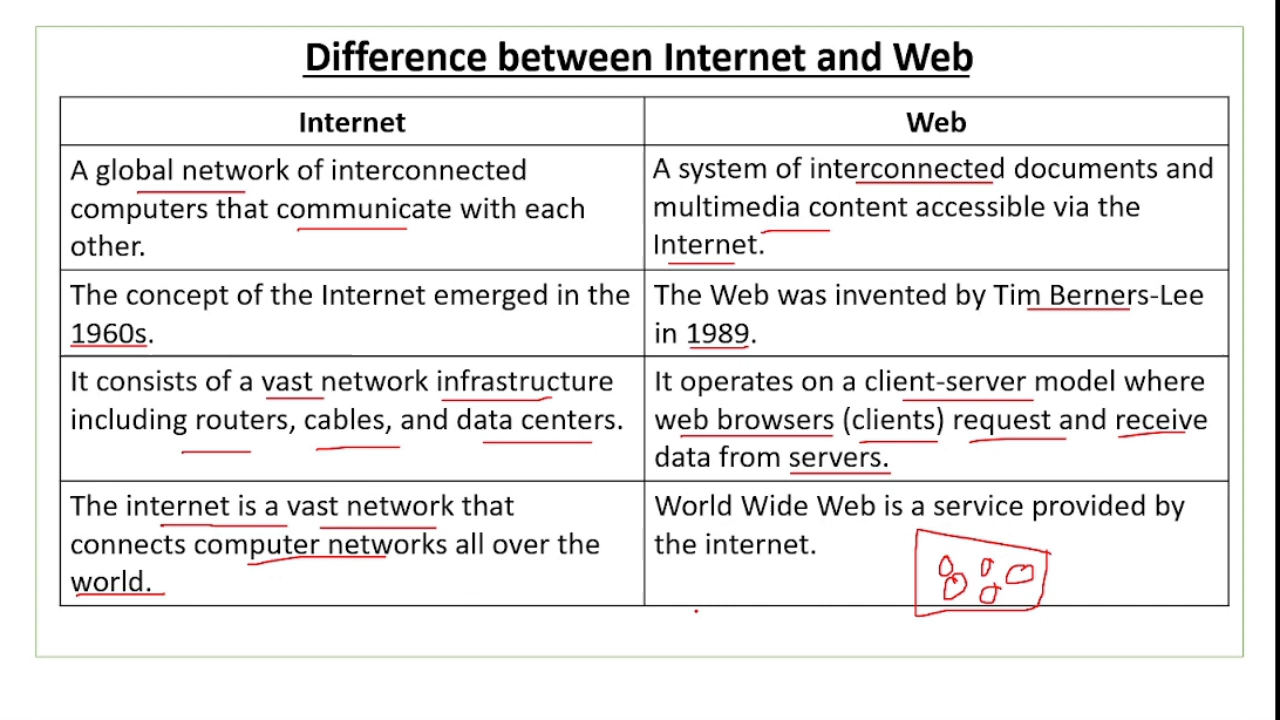 Difference between Internet and Web
Internet
Web
A global network of interconnected
computers that communicate with each
other.
A system of interconnected documents and
multimedia content accessible via the
Internet.
The concept of the Internet emerged in the
1960s.
The Web was invented by Tim Berners-Lee
in 1989.
It consists of a vast network infrastructure
including routers, cables, and data centers.
It operates on a client-server model where
web browsers (clients) request and receive
data from servers.
The internet is a vast network that
connects computer networks all over the
world.
World Wide Web is a service provided by
the internet.